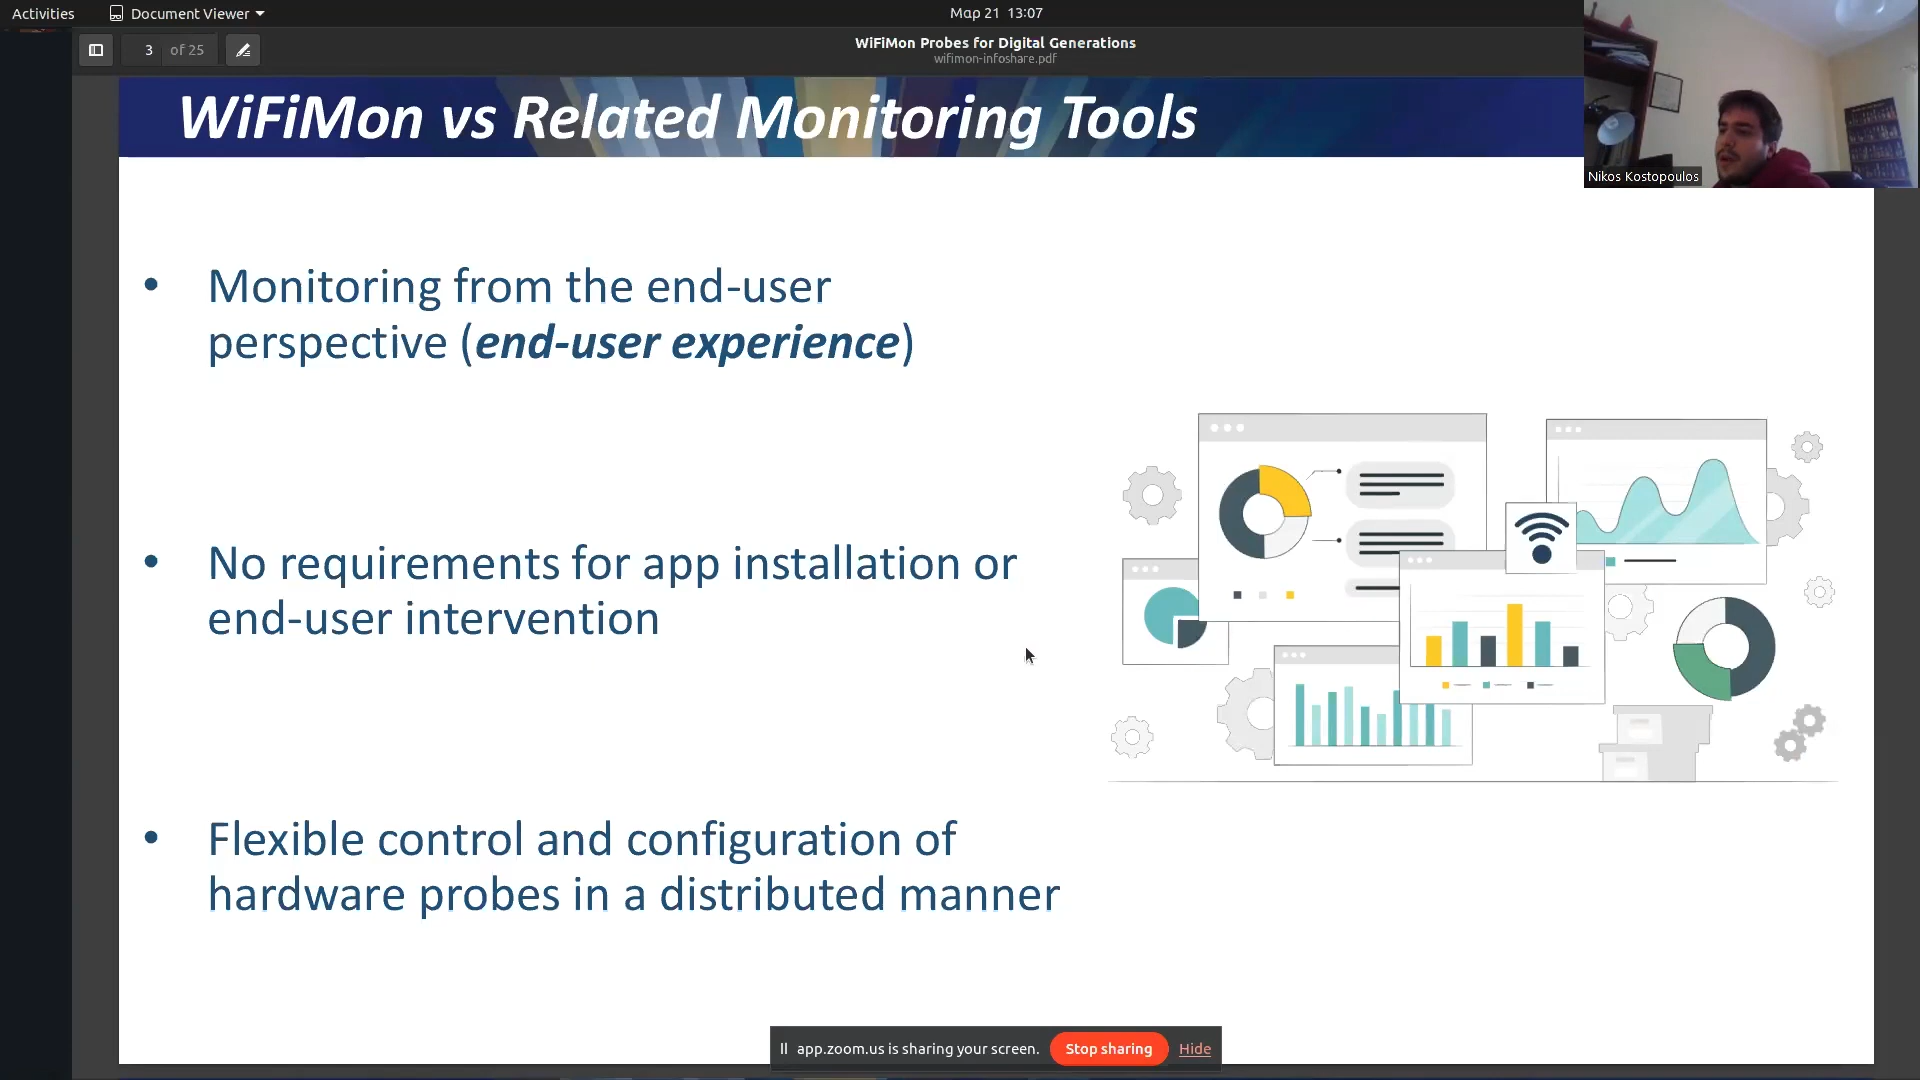 Activities
Document Viewer
Μαρ 21 13:07
3 of 25
WiFiMon Probes for Digital Generations
wifimon-infoshare.pdf
WiFiMon vs Related Monitoring Tools
Nikos Kostopoulos
• Monitoring from the end-user
perspective (end-user experience)
• No requirements for app installation or
end-user intervention
• Flexible control and configuration of
hardware probes in a distributed manner
app.zoom.us is sharing your screen.
Stop sharing
Hide